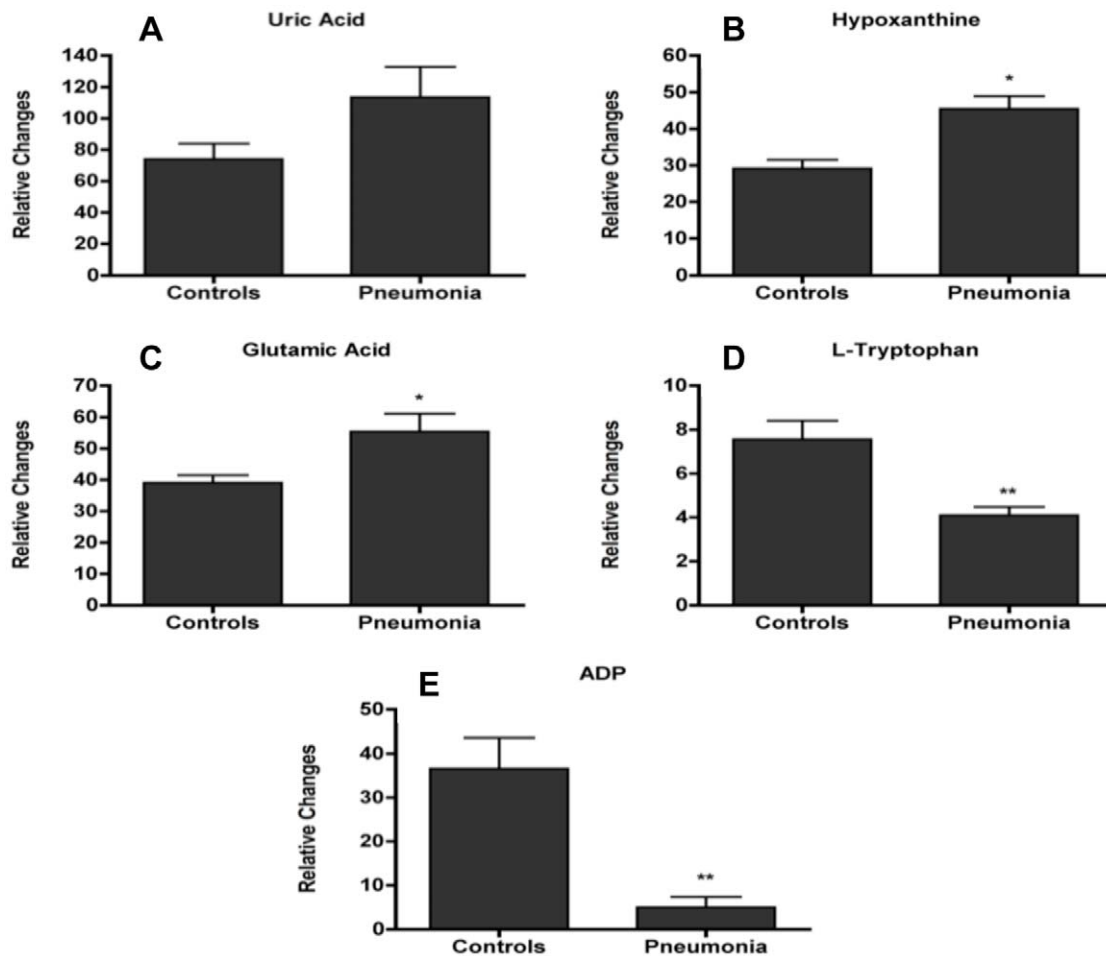 A
Uric Acid
Relative Changes
140
120
100
80
60
40
20
0
Controls
Pneumonia
B
Hypoxanthine
Relative Changes
60
50
40
30
20
10
0
*
Controls
Pneumonia
C
Glutamic Acid
Relative Changes
70
60
50
40
30
20
10
0
*
Controls
Pneumonia
D
L-Tryptophan
Relative Changes
10
8
6
4
2
0
**
Controls
Pneumonia
E
ADP
Relative Changes
50
40
30
20
10
0
**
Controls
Pneumonia